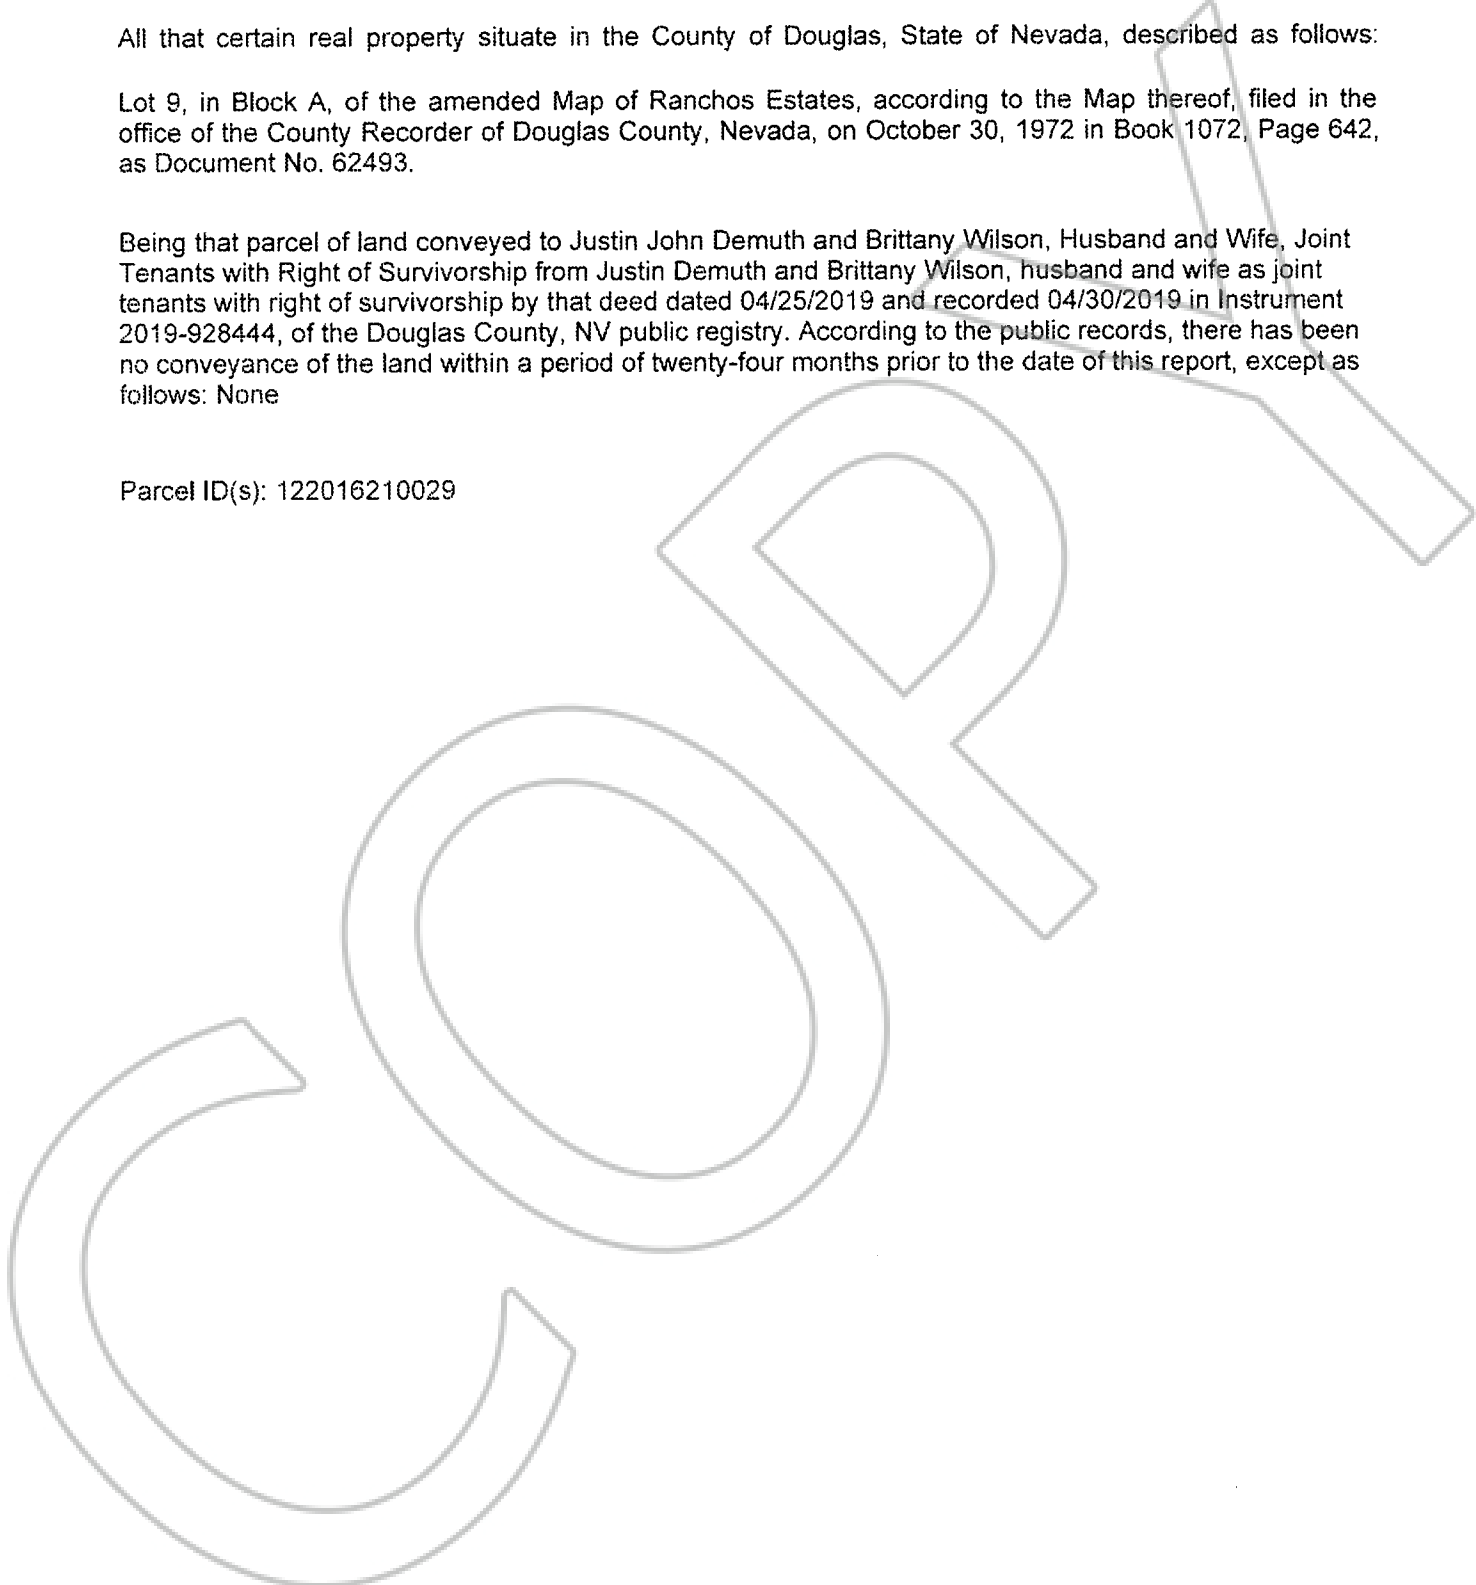 All that certain real property situate in the County of Douglas, State of Nevada, described as follows:
Lot 9, in Block A, of the amended Map of Ranchos Estates, according to the Map thereof, filed in the
office of the County Recorder of Douglas County, Nevada, on October 30, 1972 in Book 1072, Page 642,
as Document No. 62493.
Being that parcel of land conveyed to Justin John Demuth and Brittany Wilson, Husband and Wife, Joint
Tenants with Right of Survivorship from Justin Demuth and Brittany Wilson, husband and wife as joint
tenants with right of survivorship by that deed dated 04/25/2019 and recorded 04/30/2019 in Instrument
2019-928444, of the Douglas County, NV public registry. According to the public records, there has been
no conveyance of the land within a period of twenty-four months prior to the date of this report, except as
follows: None
Parcel ID(s): 122016210029
COPY